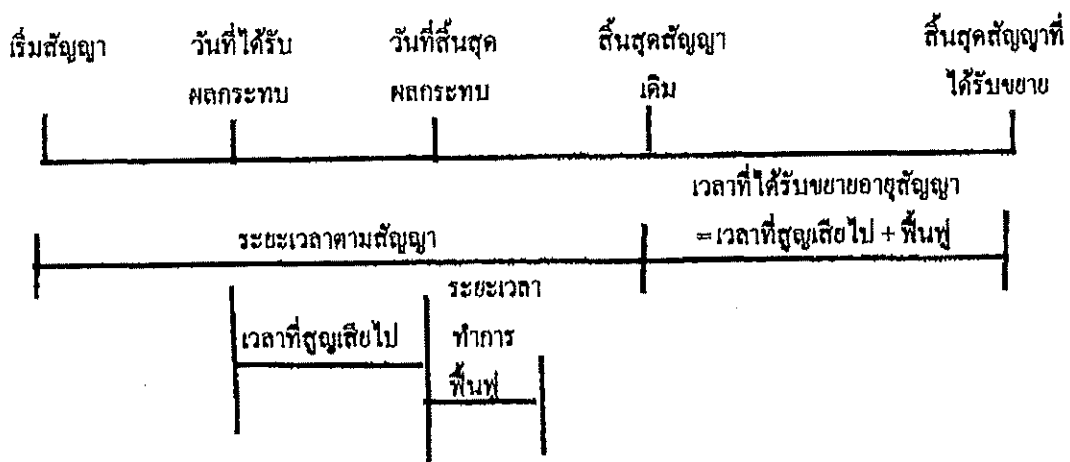 เริ่มสัญญา วันที่ได้รับ วันที่สิ้นสุด สิ้นสุดสัญญา สิ้นสุดสัญญาที่
ผลกระทบ ผลกระทบ เดิม ได้รับขยาย
เวลาที่ได้รับขยายอายุสัญญา
ระยะเวลาตามสัญญา =เวลาที่สูญเสียไป + ฟื้นฟู
ระยะเวลา
เวลาที่สูญเสียไป ทำการ
ฟื้นฟู